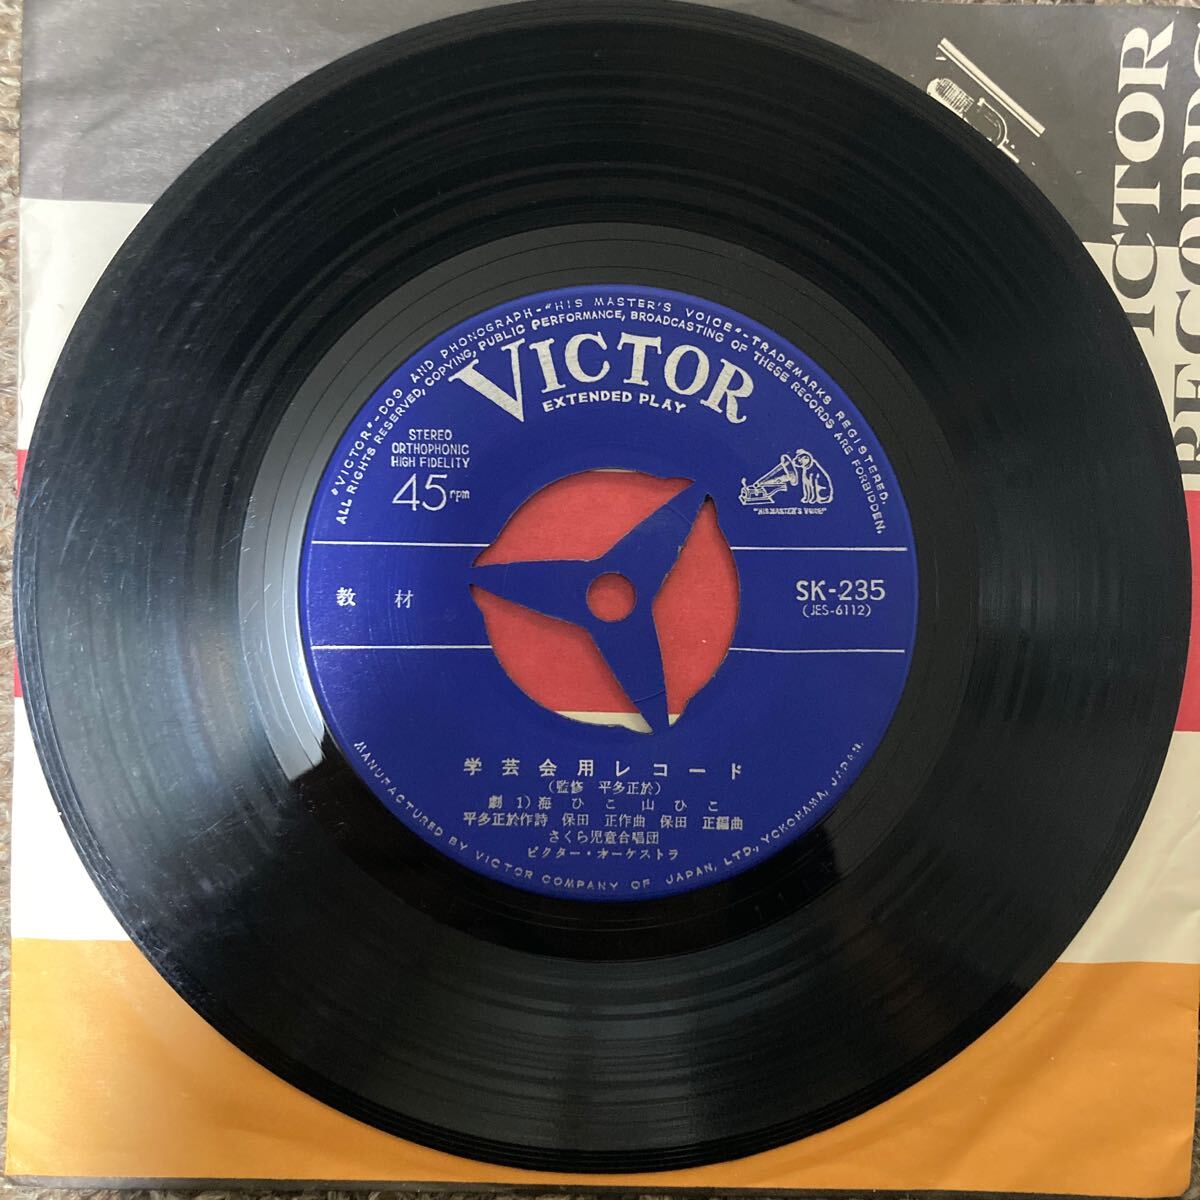 "VICTOR"-DOG AND PHONOGRAPH-"HIS MASTER'S VOICE"-TRADEMARKS REGISTERED.
ALL RIGHTS RESERVED, COPYING, PUBLIC PERFORMANCE, BROADCASTING OF THESE RECORDS ARE FORBIDDEN.
VICTOR
EXTENDED PLAY
STEREO
ORTHOPHONIC
HIGH FIDELITY
45rpm
"HIS MASTER'S VOICE"
教材
SK-235
(JES-6112)
学芸会用レコード
(監修 平多正於)
劇 1)海ひこ山ひこ
平多正於作詩 保田 正作曲 保田 正編曲
さくら児童合唱団
ビクター・オーケストラ
MANUFACTURED BY VICTOR COMPANY OF JAPAN, LTD., YOKOHAMA, JAPAN.